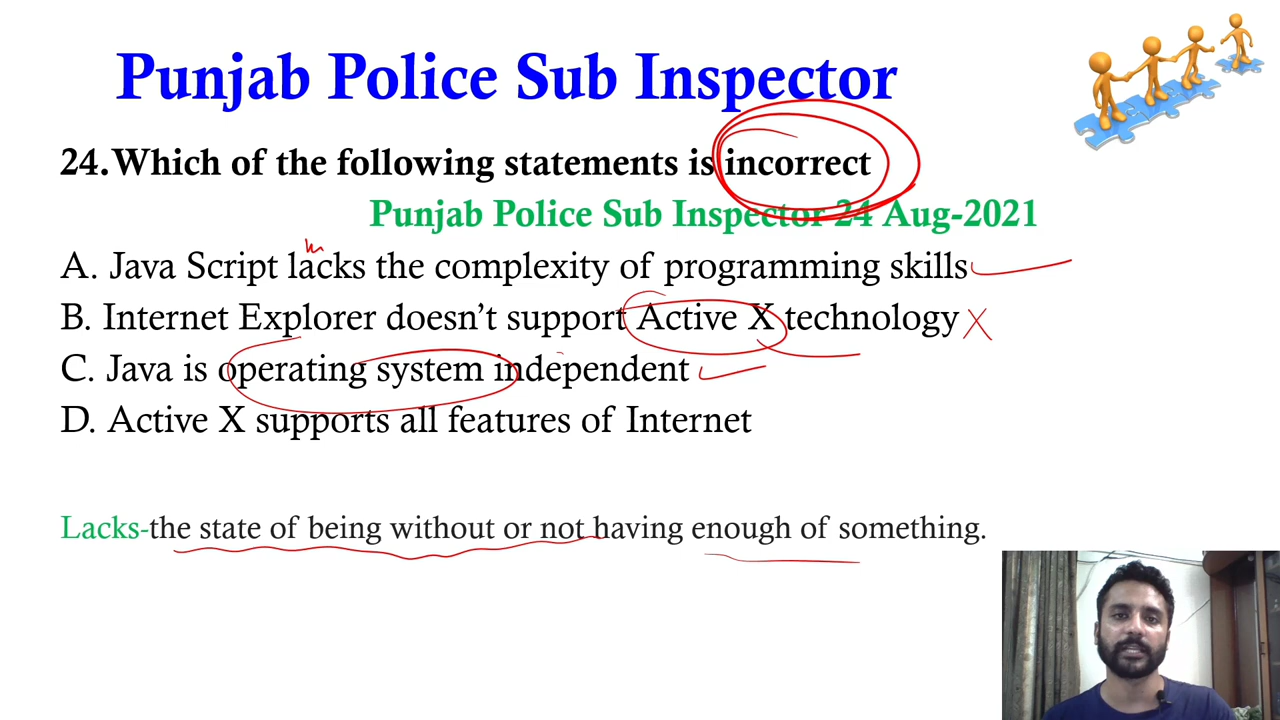 Punjab Police Sub Inspector
24. Which of the following statements is incorrect
Punjab Police Sub Inspector 24 Aug-2021
A. Java Script lacks the complexity of programming skills
B. Internet Explorer doesn't support Active X technology X
C. Java is operating system independent
D. Active X supports all features of Internet
Lacks-the state of being without or not having enough of something.